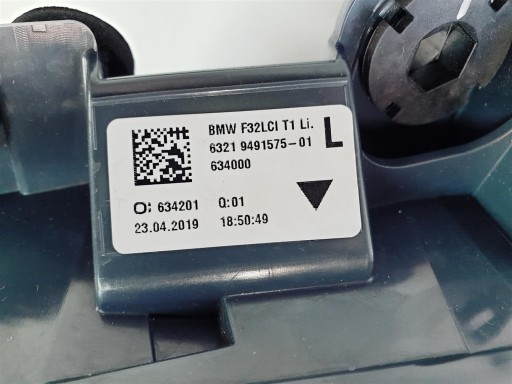 BMW F32LCI T1 Li.
L
6321 9491575-01
634000
O: 634201 Q:01
23.04.2019 18:50:49